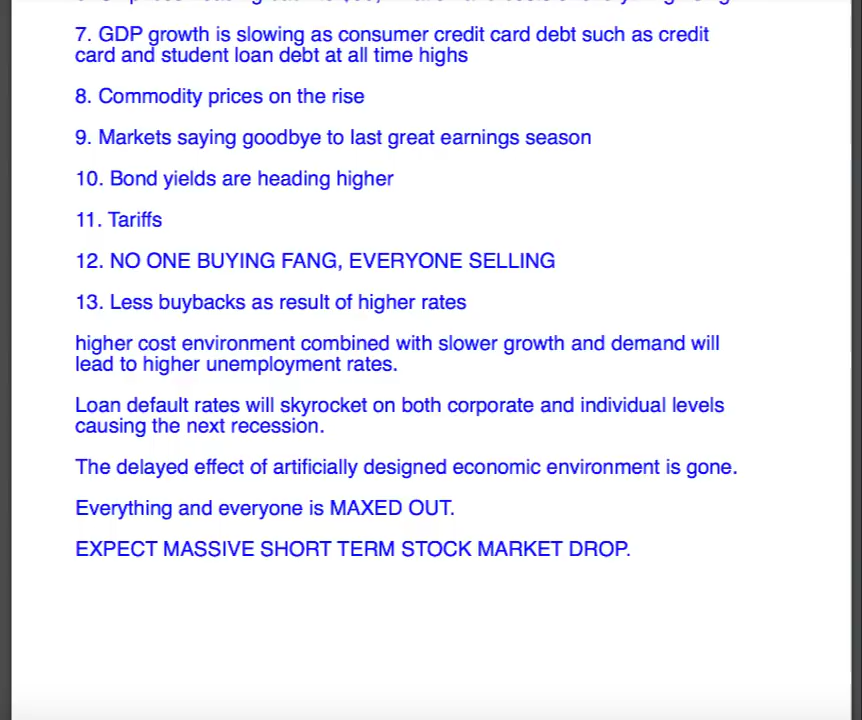 7. GDP growth is slowing as consumer credit card debt such as credit
card and student loan debt at all time highs
8. Commodity prices on the rise
9. Markets saying goodbye to last great earnings season
10. Bond yields are heading higher
11. Tariffs
12. NO ONE BUYING FANG, EVERYONE SELLING
13. Less buybacks as result of higher rates
higher cost environment combined with slower growth and demand will
lead to higher unemployment rates.
Loan default rates will skyrocket on both corporate and individual levels
causing the next recession.
The delayed effect of artificially designed economic environment is gone.
Everything and everyone is MAXED OUT.
EXPECT MASSIVE SHORT TERM STOCK MARKET DROP.